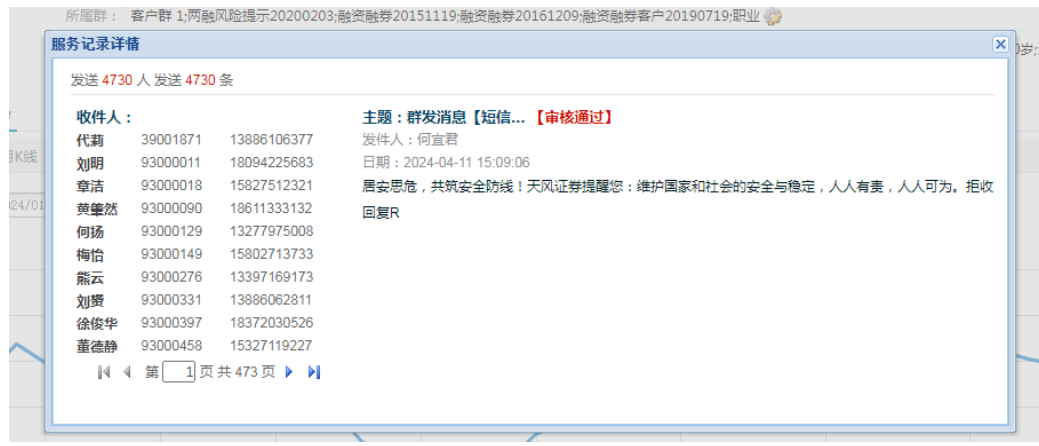 所属群： 客户群 1;两融风险提示20200203;融资融券20151119;融资融券20161209;融资融券客户20190719;职业
服务记录详情
0岁;
发送 4730 人 发送 4730 条
收件人：
代莉 39001871 13886106377
刘明 93000011 18094225683
章洁 93000018 15827512321
黄肇然 93000090 18611333132
何扬 93000129 13277975008
梅怡 93000149 15802713733
熊云 93000276 13397169173
刘赟 93000331 13886062811
徐俊华 93000397 18372030526
董德静 93000458 15327119227
第 1 页 共 473 页
主题：群发消息【短信... 【审核通过】
发件人：何宜君
日期：2024-04-11 15:09:06
居安思危，共筑安全防线！天风证券提醒您：维护国家和社会的安全与稳定，人人有责，人人可为。拒收
回复R
K线
024/01